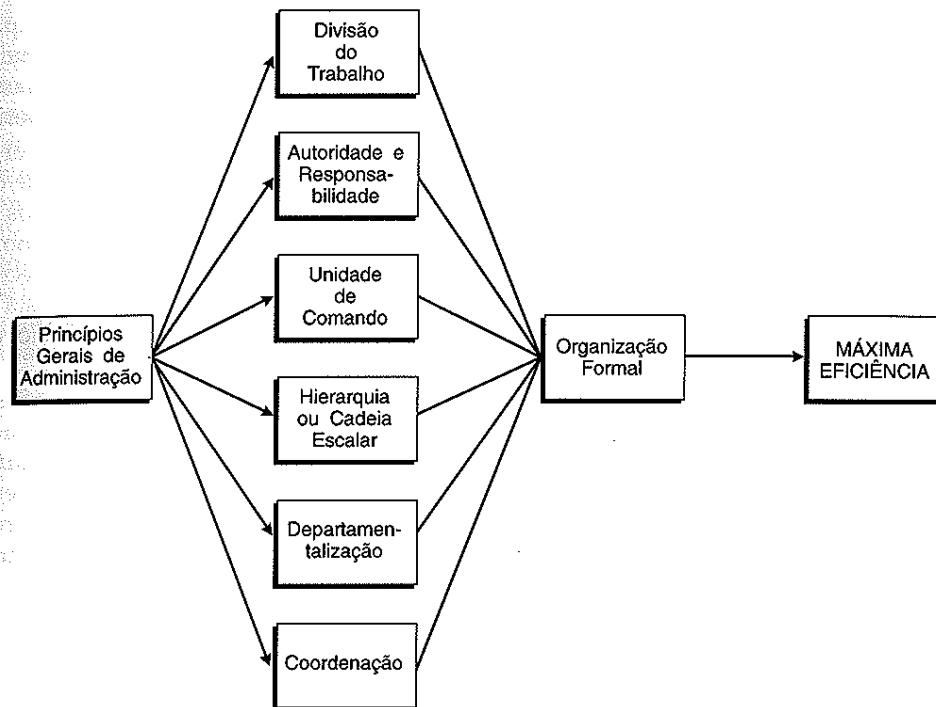 Divisão
do
Trabalho
Autoridade e
Responsa-
bilidade
Unidade
de
Comando
Princípios
Gerais de
Administração
Hierarquia
ou Cadeia
Escalar
Departamen-
talização
Coordenação
Organização
Formal
MÁXIMA
EFICIÊNCIA